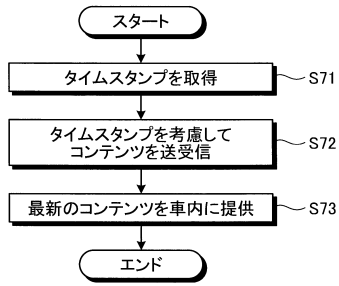 スタート
タイムスタンプを取得
S71
タイムスタンプを考慮して
コンテンツを送受信
S72
最新のコンテンツを車内に提供
S73
エンド